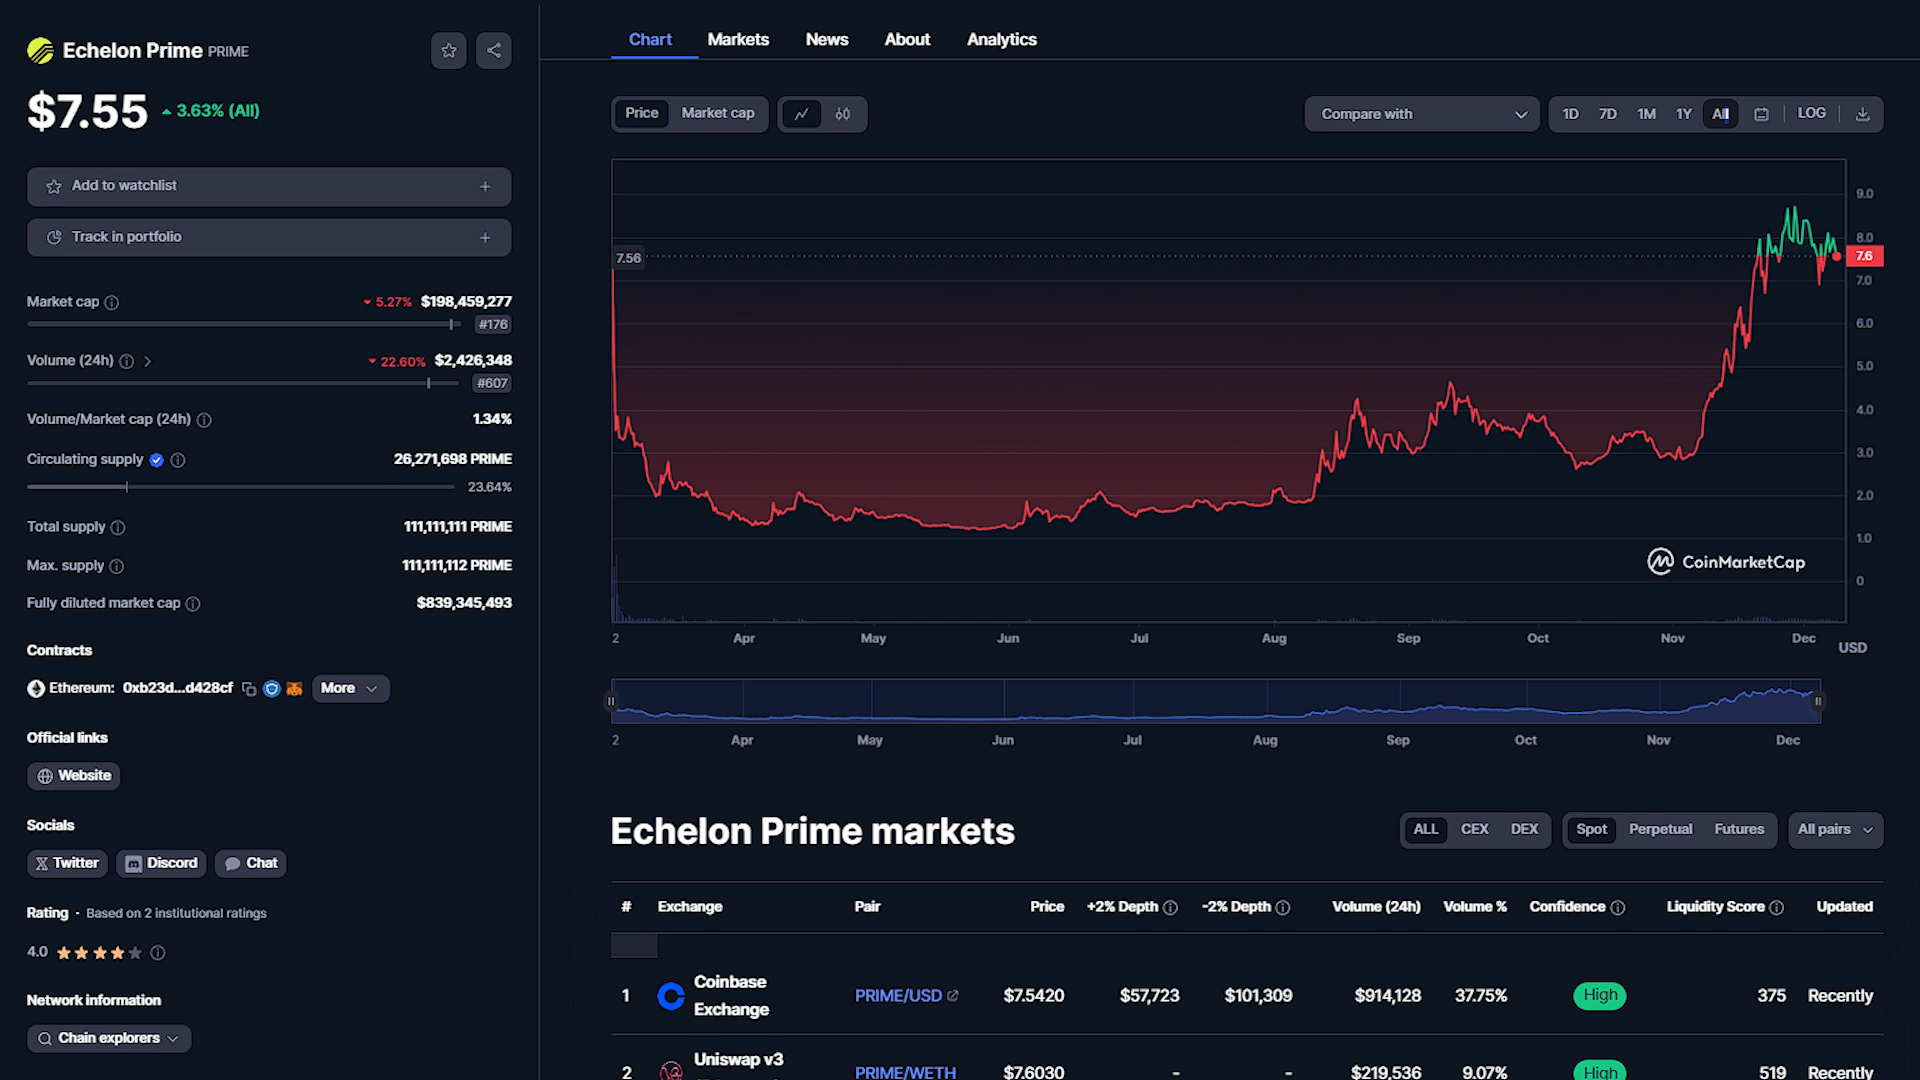 Echelon Prime PRIME
$7.55 3.63% (All)
Add to watchlist +
Track in portfolio +
Market cap 5.27% $198,459,277
#176
Volume (24h) 22.60% $2,426,348
#607
Volume/Market cap (24h) 1.34%
Circulating supply 26,271,698 PRIME
23.64%
Total supply 111,111,111 PRIME
Max. supply 111,111,112 PRIME
Fully diluted market cap $839,345,493
Contracts
Ethereum: 0xb23d...d428cf More
Official links
Website
Socials
Twitter Discord Chat
Rating · Based on 2 institutional ratings
4.0
Network information
Chain explorers
Chart Markets News About Analytics
Price Market cap
Compare with
1D 7D 1M 1Y All LOG
9.0
8.0
7.56
7.6
7.0
6.0
5.0
4.0
3.0
2.0
1.0
CoinMarketCap
0
2 Apr May Jun Jul Aug Sep Oct Nov Dec
USD
2 Apr May Jun Jul Aug Sep Oct Nov Dec
Echelon Prime markets
ALL CEX DEX Spot Perpetual Futures All pairs
# Exchange Pair Price +2% Depth -2% Depth Volume (24h) Volume % Confidence Liquidity Score Updated
1 Coinbase Exchange PRIME/USD $7.5420 $57,723 $101,309 $914,128 37.75% High 375 Recently
2 Uniswap v3 PRIME/WETH $7.6030 - - $219,536 9.07% High 519 Recently